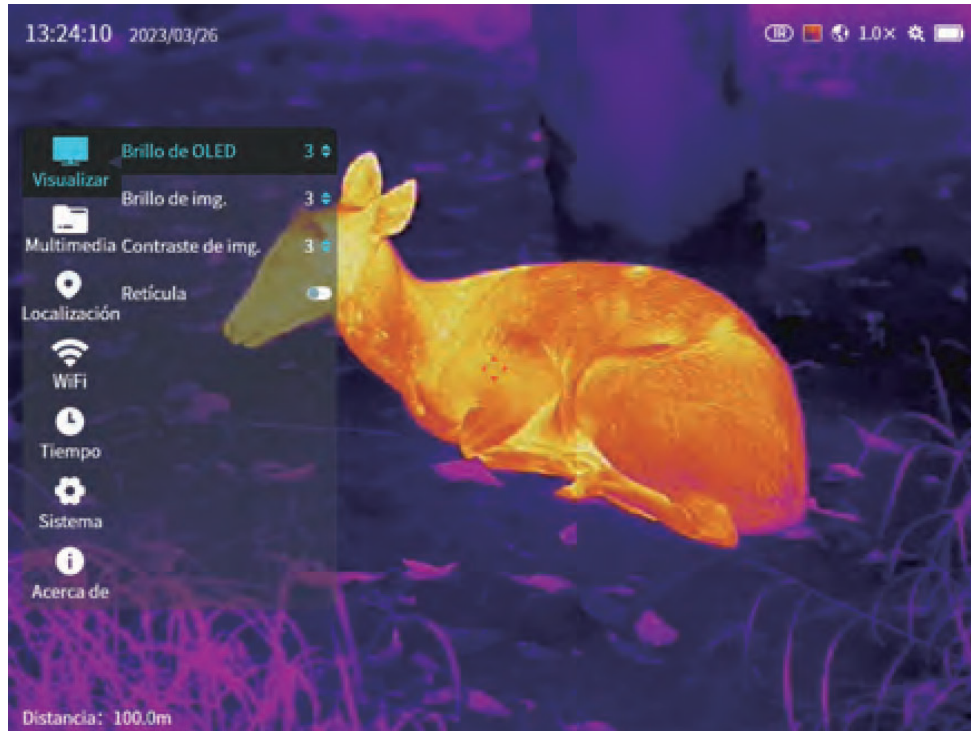 13:24:10 2023/03/26 IR 1.0×
Visualizar
Brillo de OLED 3
Brillo de img. 3
Multimedia
Contraste de img. 3
Localización
Retícula
WiFi
Tiempo
Sistema
Acerca de
Distancia: 100.0m